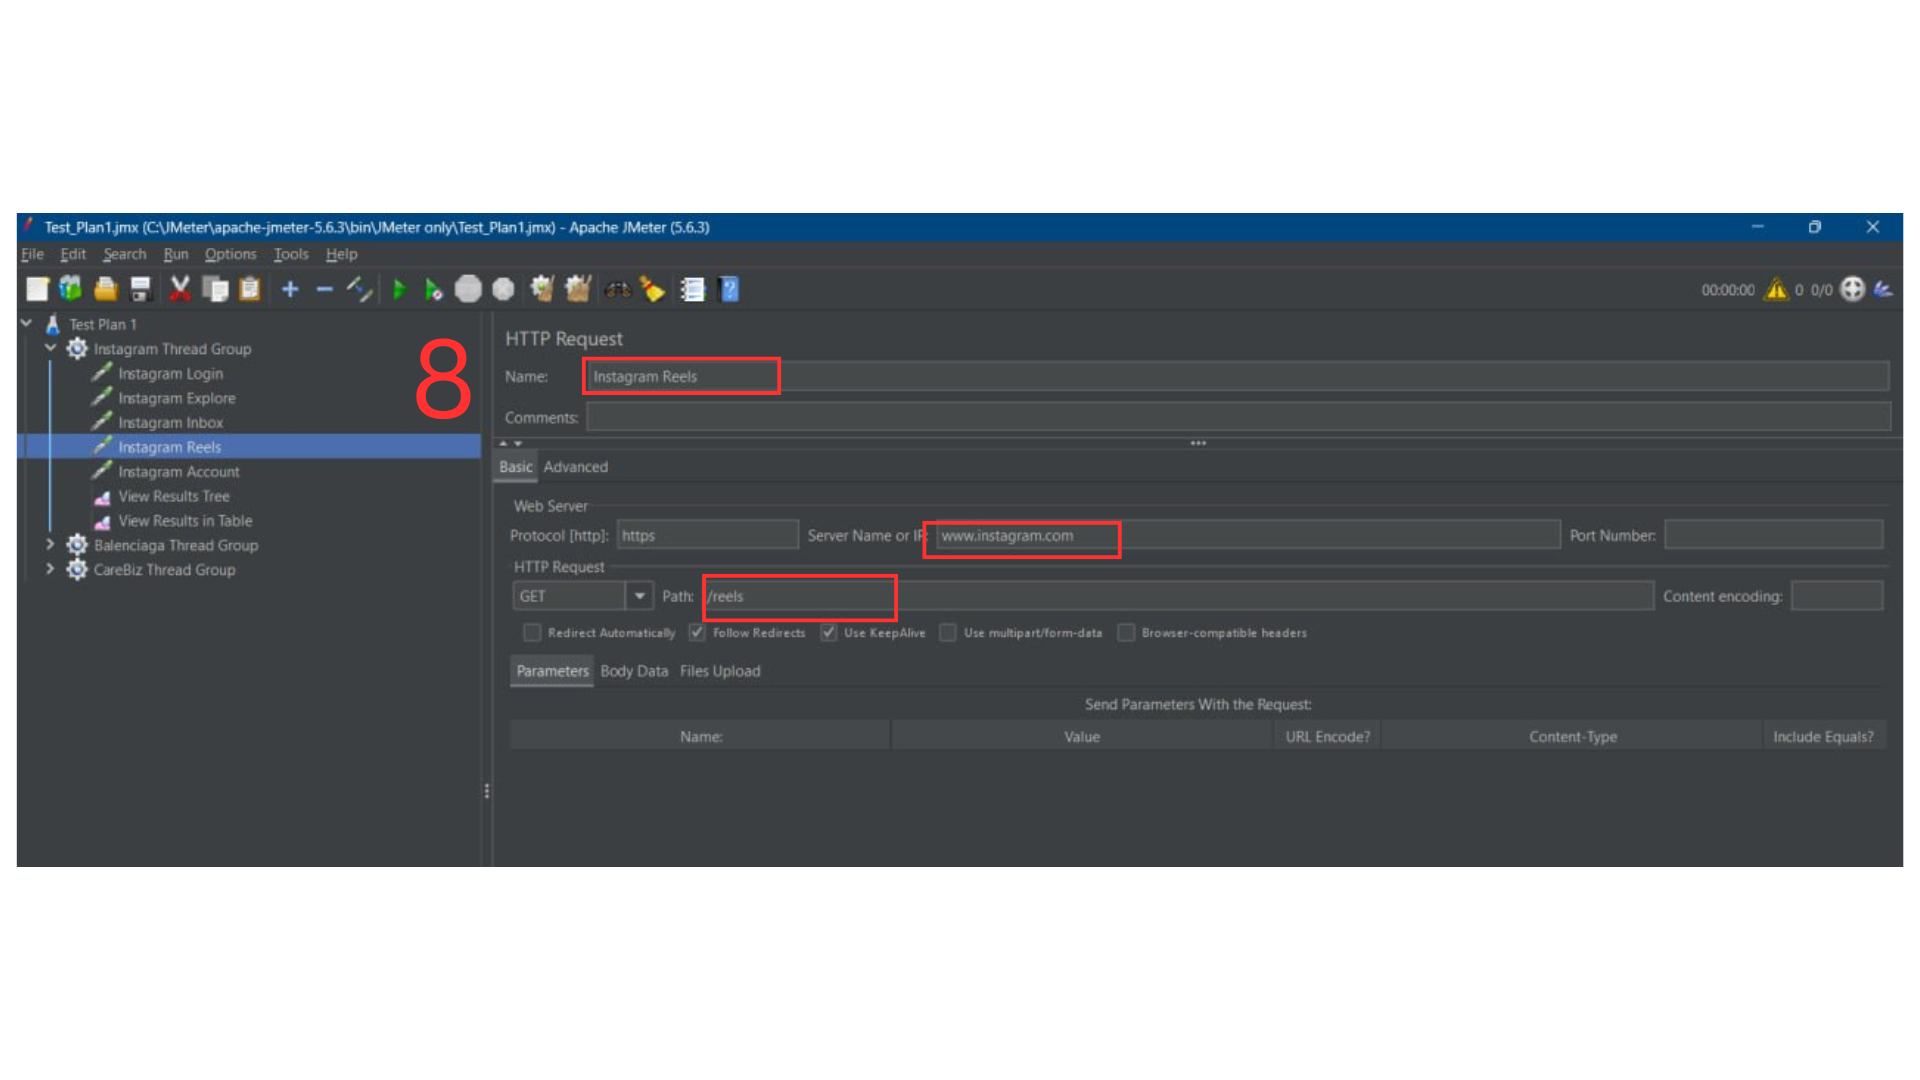 Test_Plan1.jmx (C:\JMeter\apache-jmeter-5.6.3\bin\JMeter only\Test_Plan1.jmx) - Apache JMeter (5.6.3)
File Edit Search Run Options Tools Help
00:00:00 0 0/0
Test Plan 1
Instagram Thread Group
Instagram Login
Instagram Explore
Instagram Inbox
Instagram Reels
Instagram Account
View Results Tree
View Results in Table
Balenciaga Thread Group
CareBiz Thread Group
8
HTTP Request
Name: Instagram Reels
Comments:
Basic Advanced
Web Server
Protocol [http]: https Server Name or IP: www.instagram.com Port Number:
HTTP Request
GET Path: /reels Content encoding:
Redirect Automatically Follow Redirects Use KeepAlive Use multipart/form-data Browser-compatible headers
Parameters Body Data Files Upload
Send Parameters With the Request:
Name: Value URL Encode? Content-Type Include Equals?